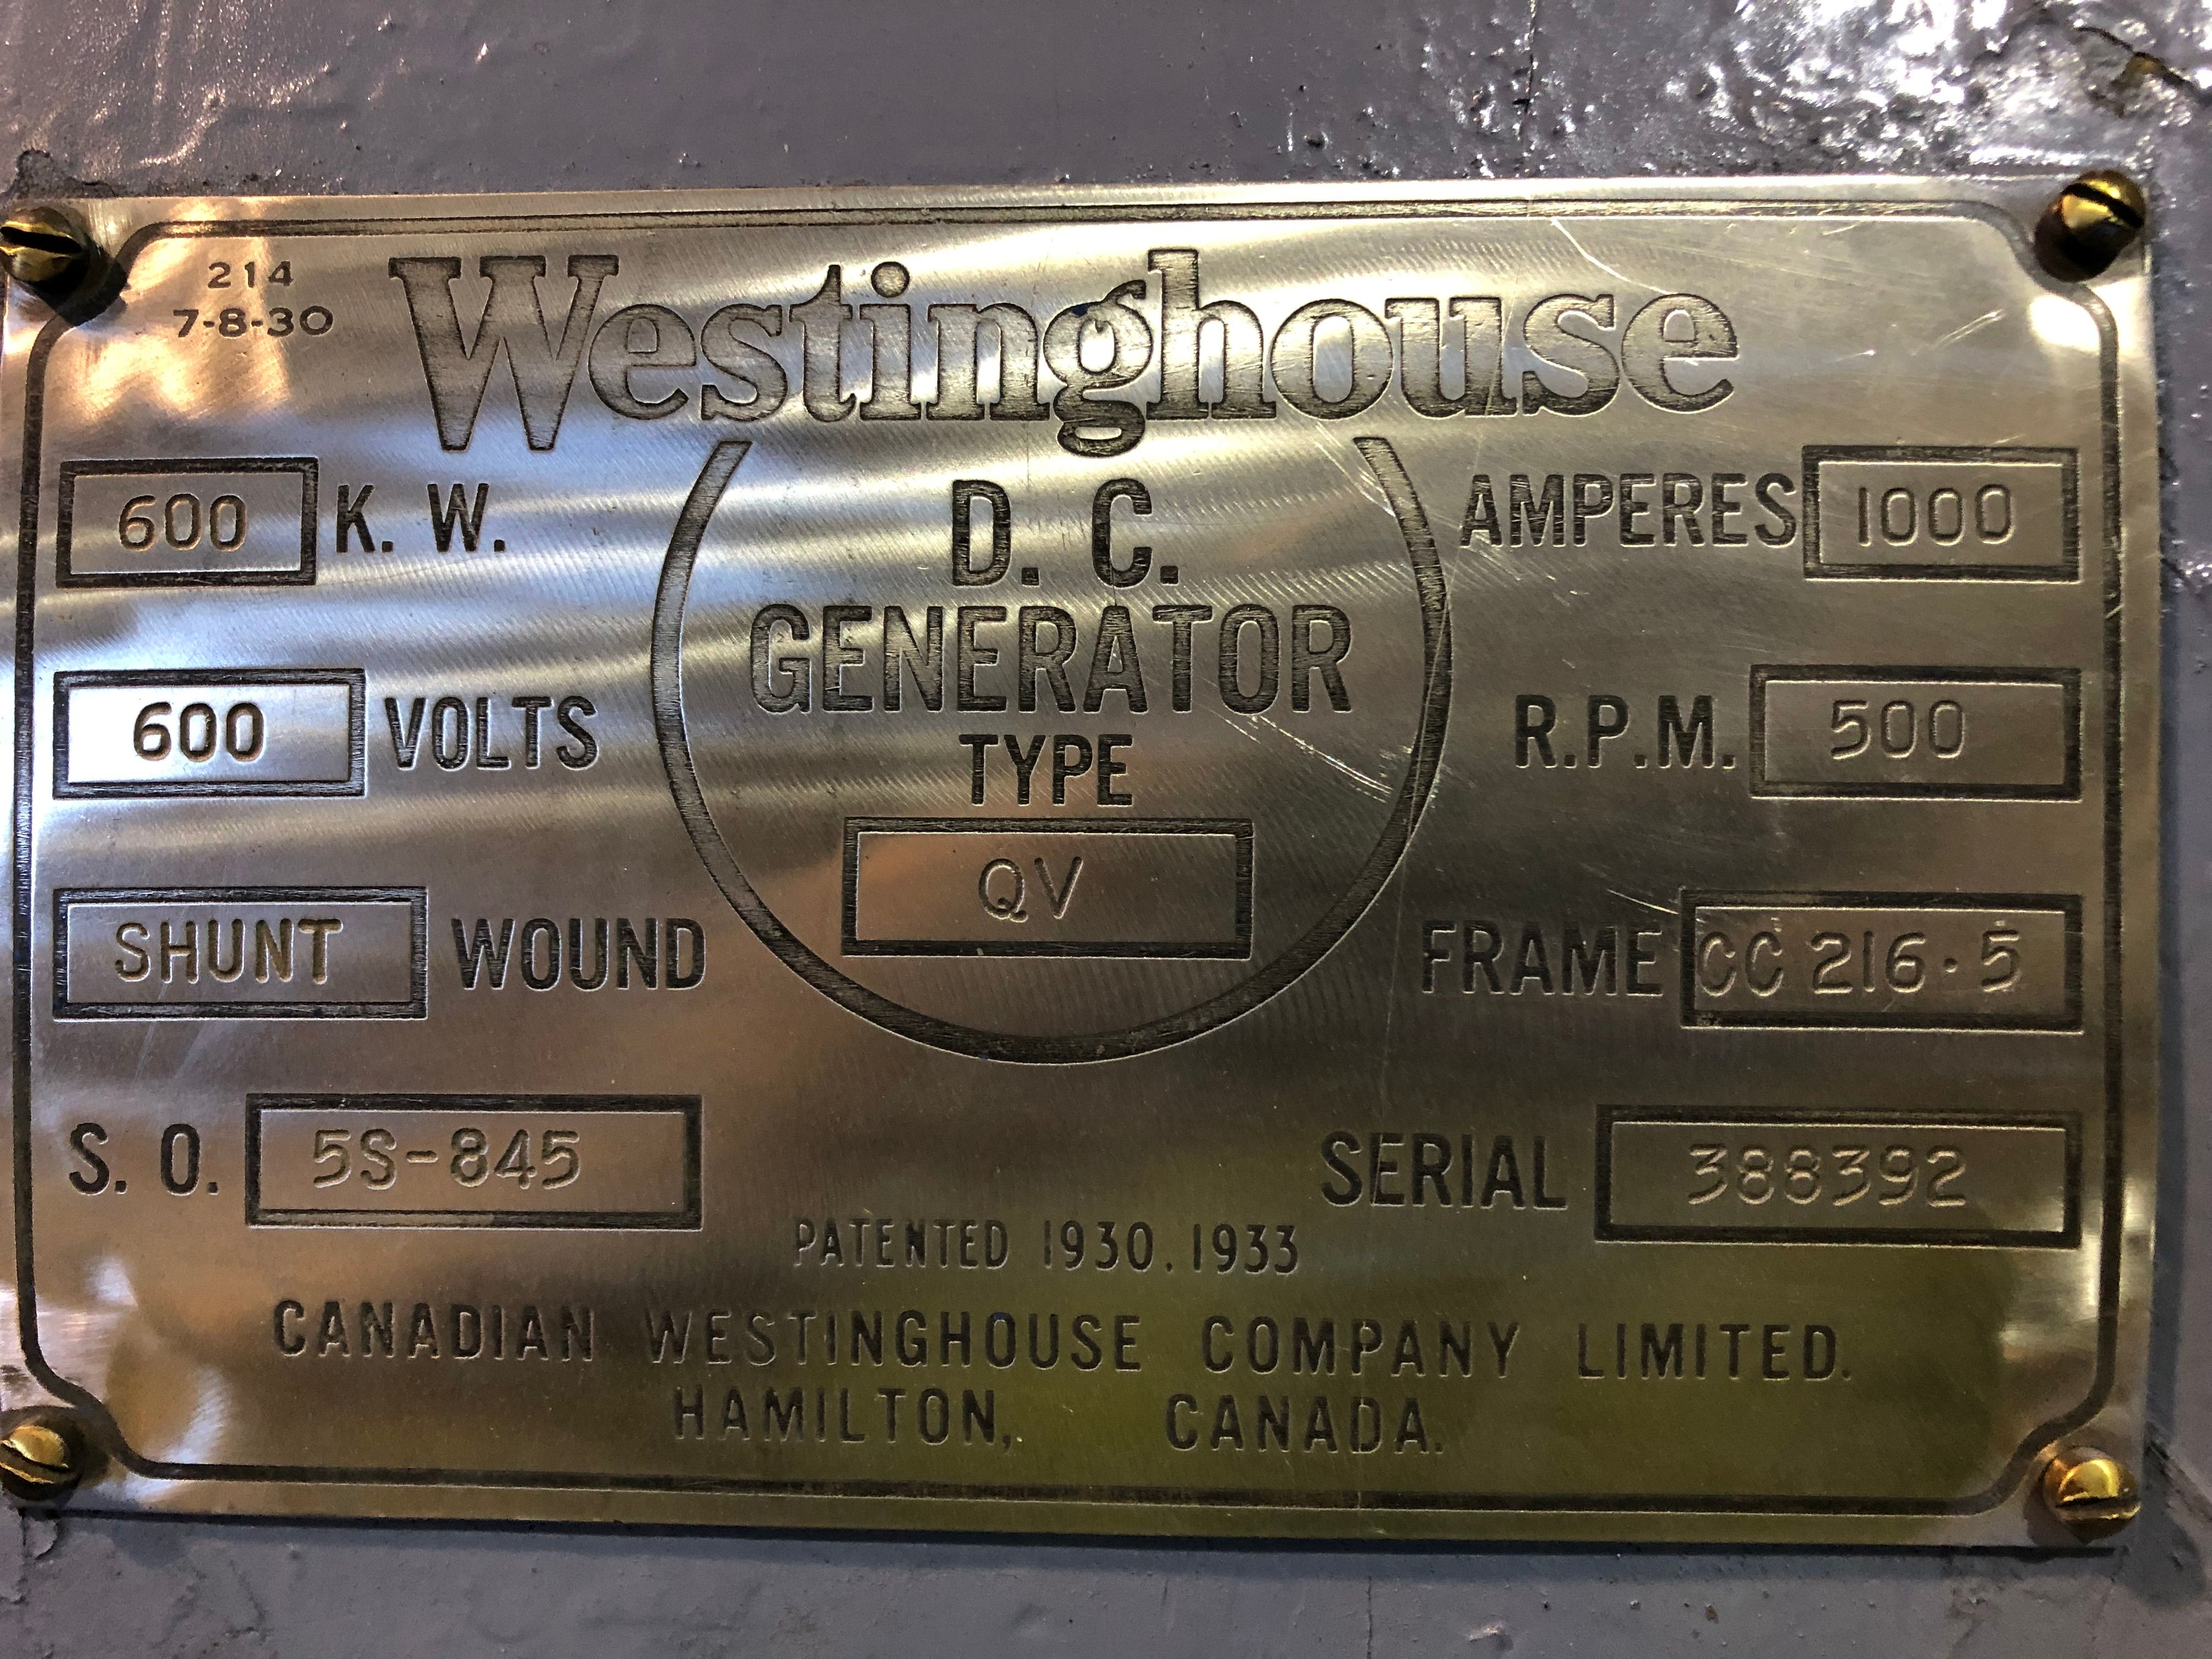 214
7-8-30
Westinghouse
600 K. W.
D. C.
AMPERES 1000
GENERATOR
600 VOLTS
TYPE
R.P.M. 500
QV
SHUNT WOUND
FRAME CC 216·5
S. O. 5S-845
SERIAL 388392
PATENTED 1930.1933
CANADIAN WESTINGHOUSE COMPANY LIMITED.
HAMILTON, CANADA.